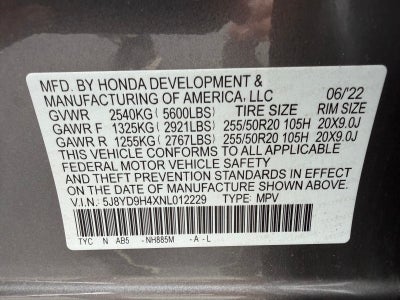 MFD. BY HONDA DEVELOPMENT &
MANUFACTURING OF AMERICA, LLC 06/'22
GVWR 2540KG (5600LBS) TIRE SIZE RIM SIZE
GAWR F 1325KG (2921LBS) 255/50R20 105H 20X9.0J
GAWR R 1255KG (2767LBS) 255/50R20 105H 20X9.0J
THIS VEHICLE CONFORMS TO ALL APPLICABLE
FEDERAL MOTOR VEHICLE SAFETY
AND THEFT PREVENTION STANDARDS IN EFFECT
ON THE DATE OF MANUFACTURE SHOWN ABOVE.
V.I.N.: 5J8YD9H4XNL012229 TYPE: MPV
TYC N AB5 -NH885M -A -L